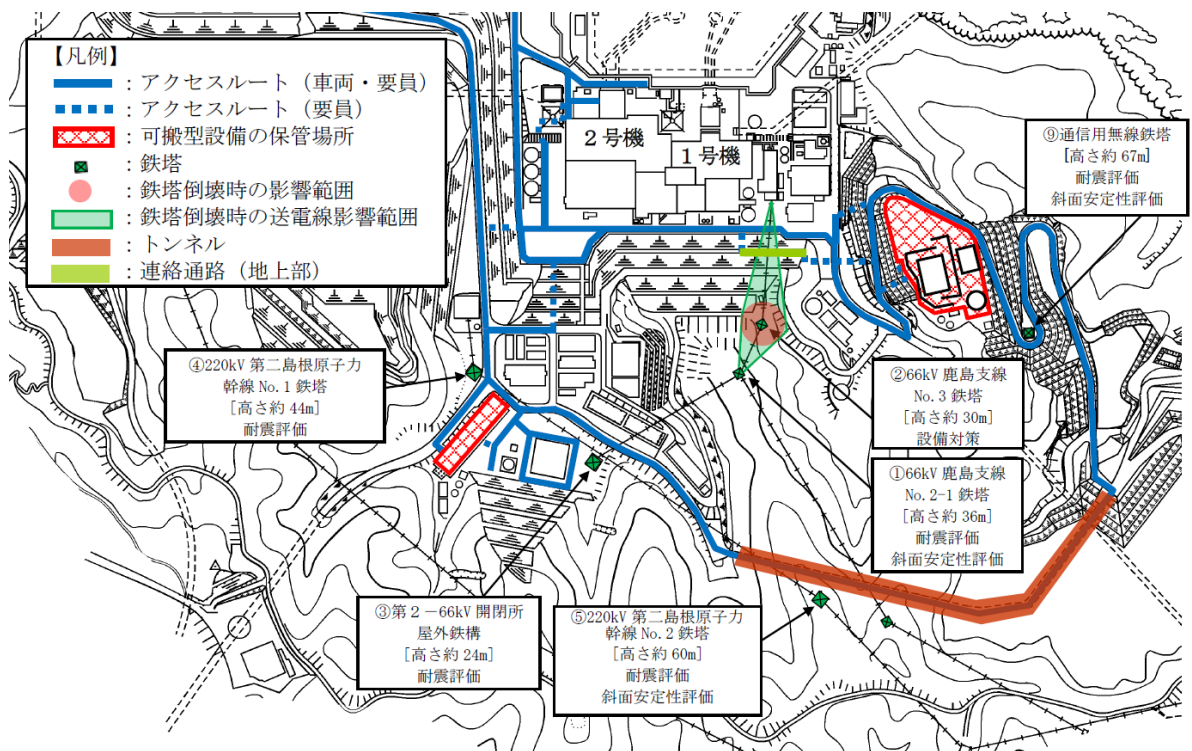 【凡例】
：アクセスルート（車両・要員）
：アクセスルート（要員）
：可搬型設備の保管場所
：鉄塔
：鉄塔倒壊時の影響範囲
：鉄塔倒壊時の送電線影響範囲
：トンネル
：連絡通路（地上部）
２号機
１号機
⑨通信用無線鉄塔
[高さ約 67m]
耐震評価
斜面安定性評価
④220kV 第二島根原子力
幹線 No.1 鉄塔
[高さ約 44m]
耐震評価
②66kV 鹿島支線
No.3 鉄塔
[高さ約 30m]
設備対策
①66kV 鹿島支線
No.2-1 鉄塔
[高さ約 36m]
耐震評価
斜面安定性評価
③第２－66kV 開閉所
屋外鉄構
[高さ約 24m]
耐震評価
⑤220kV 第二島根原子力
幹線 No.2 鉄塔
[高さ約 60m]
耐震評価
斜面安定性評価